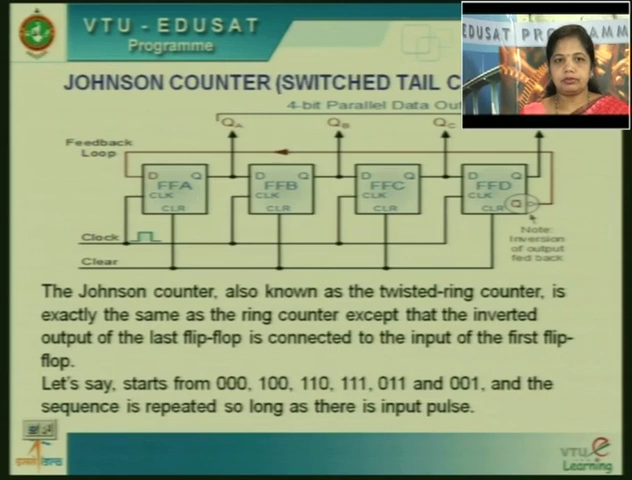 VTU - EDUSAT
Programme
EDUSAT PROGRAMM
JOHNSON COUNTER (SWITCHED TAIL C
4-bit Parallel Data Out
QA QB QC
Feedback
Loop
D Q D Q D Q D Q
FFA FFB FFC FFD
CLK CLK CLK CLK
CLR CLR CLR CLR Q
Clock
Clear
Note:
Inversion
of output
fed back
The Johnson counter, also known as the twisted-ring counter, is
exactly the same as the ring counter except that the inverted
output of the last flip-flop is connected to the input of the first flip-
flop.
Let's say, starts from 000, 100, 110, 111, 011 and 001, and the
sequence is repeated so long as there is input pulse.
VTU e
Learning